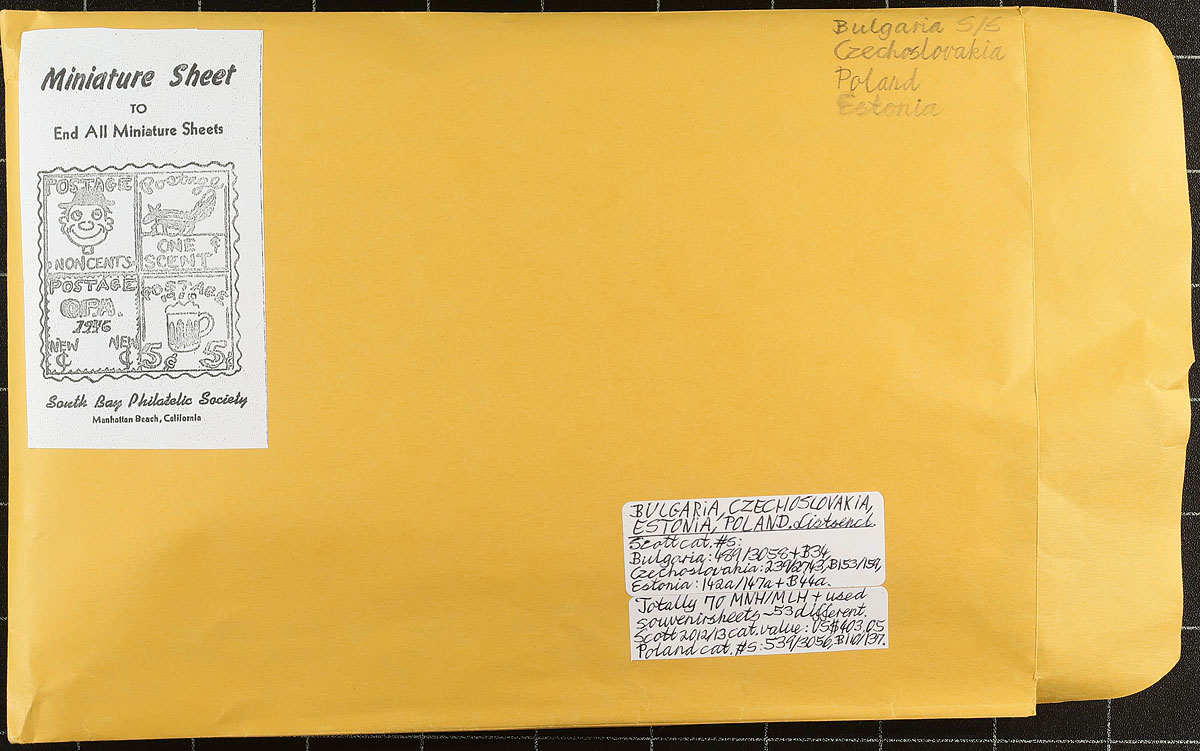 Miniature Sheet
TO
End All Miniature Sheets
POSTAGE
NONCENTS
Postage
ONE ¢
SCENT
POSTAGE
OPA.
1946
NEW NEW
¢ ¢
POSTAGE
5¢ 5¢
South Bay Philatelic Society
Manhattan Beach, California
Bulgaria S/S
Czechoslovakia
Poland
Estonia
BULGARIA, CZECHOSLOVAKIA,
ESTONIA, POLAND. Listsencl.
Scott cat. #s:
Bulgaria: 489/3058 + B34,
Czechoslovakia: 239/2743, B153/159,
Estonia: 142a/147a + B44a.
Totally 70 MNH/MLH + used
souvenirsheets ~ 53 different.
Scott 2012/13 cat. value: US$403.05
Poland cat. #s: 539/3056, B110/137.